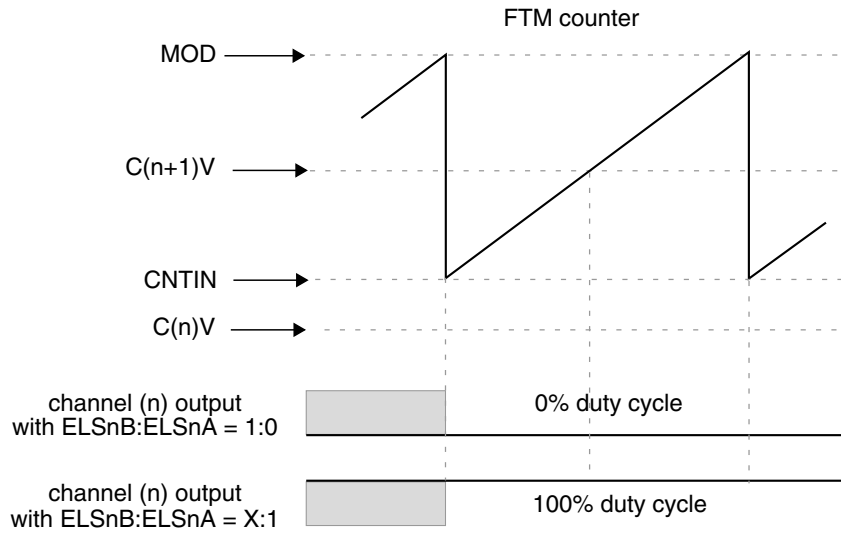 FTM counter
MOD
C(n+1)V
CNTIN
C(n)V
channel (n) output
with ELSnB:ELSnA = 1:0
0% duty cycle
channel (n) output
with ELSnB:ELSnA = X:1
100% duty cycle